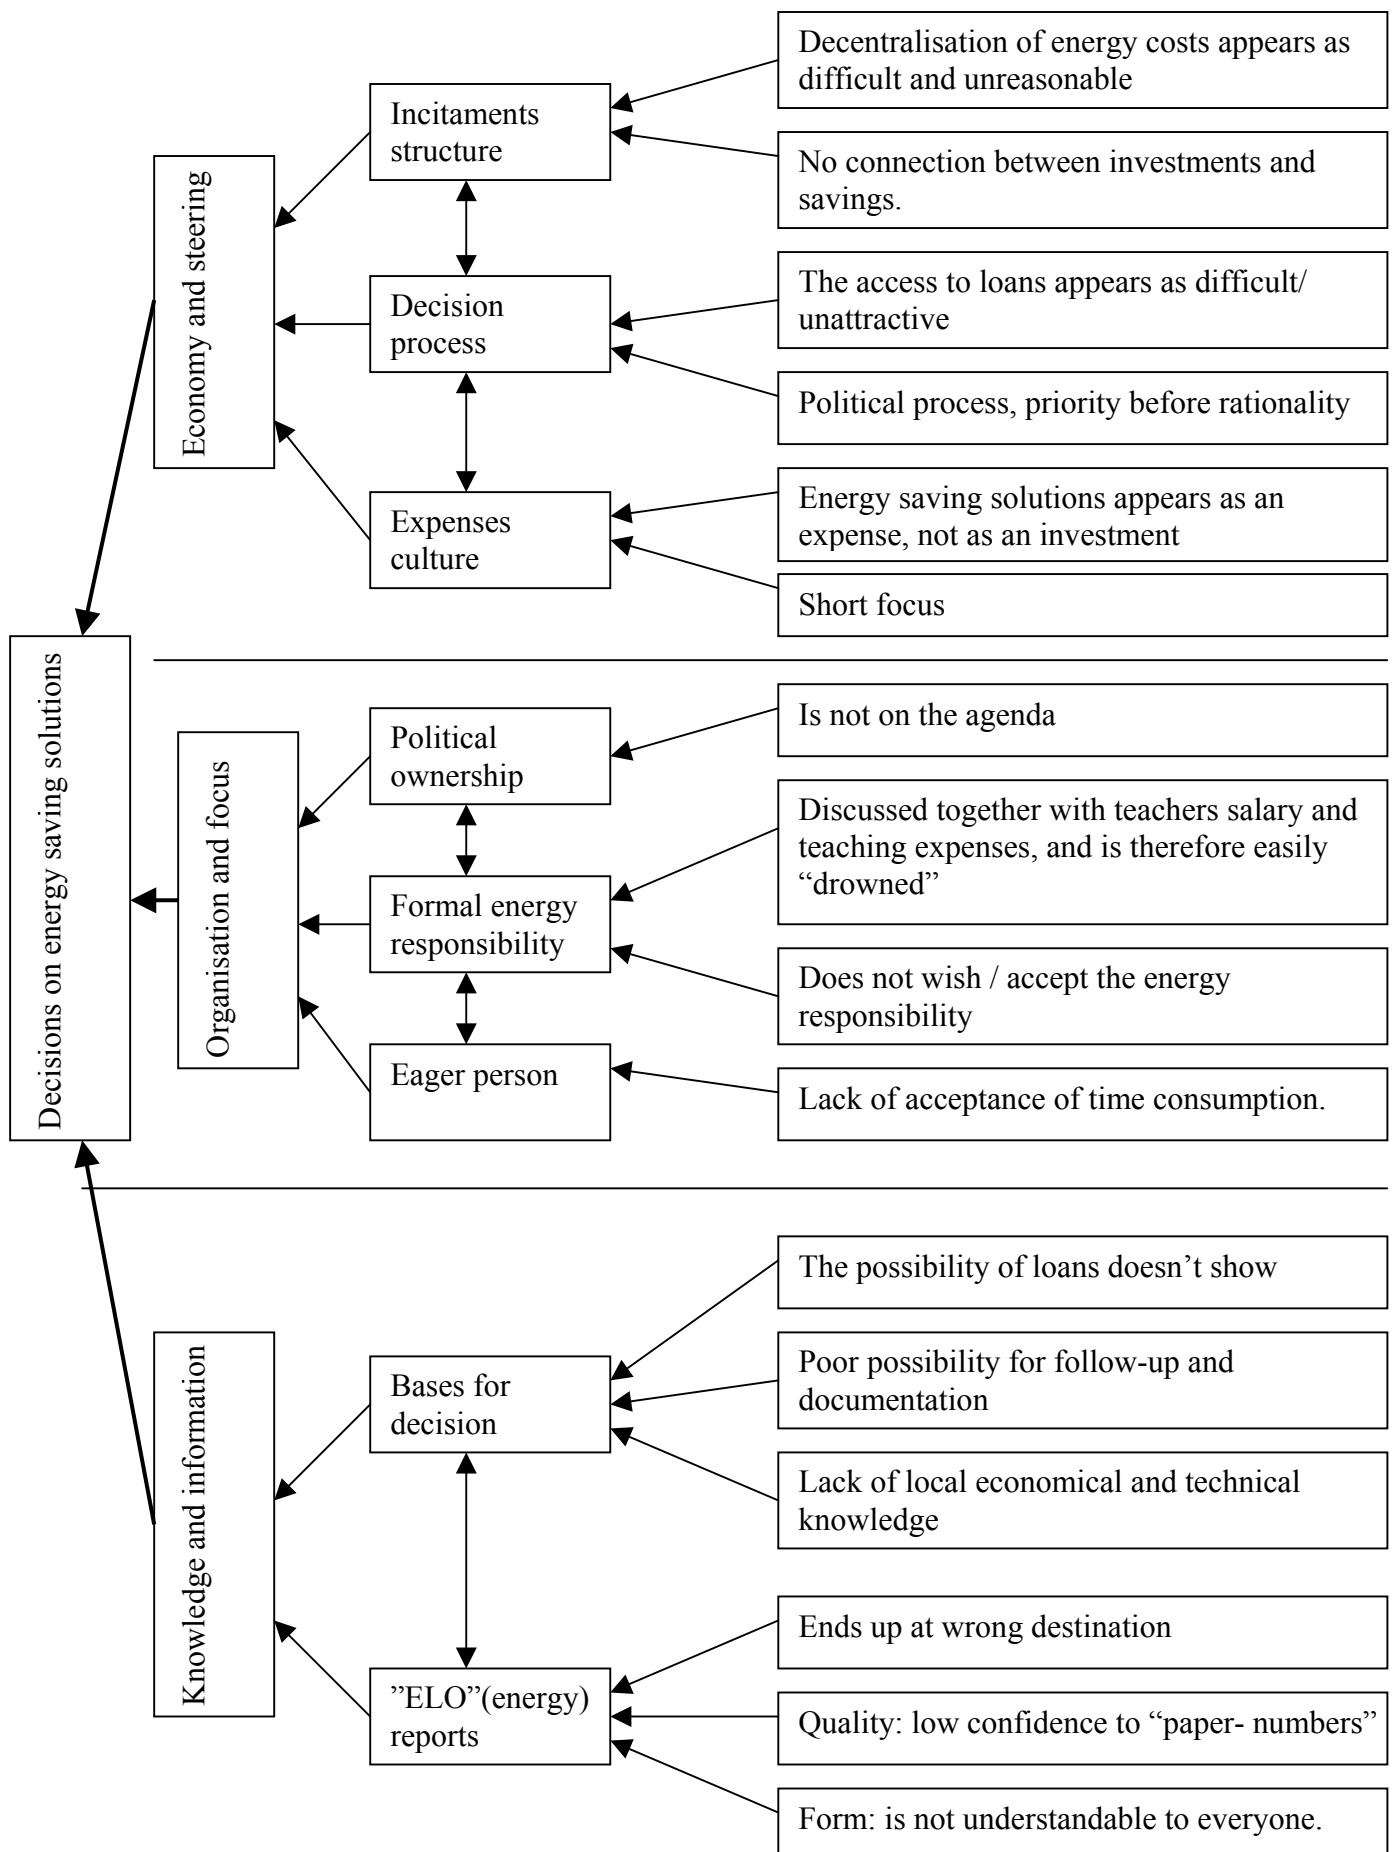 Decentralisation of energy costs appears as
difficult and unreasonable
Incitaments
structure
No connection between investments and
savings.
Economy and steering
The access to loans appears as difficult/
unattractive
Decision
process
Political process, priority before rationality
Energy saving solutions appears as an
expense, not as an investment
Expenses
culture
Short focus
Decisions on energy saving solutions
Is not on the agenda
Political
ownership
Organisation and focus
Discussed together with teachers salary and
teaching expenses, and is therefore easily
“drowned”
Formal energy
responsibility
Does not wish / accept the energy
responsibility
Eager person
Lack of acceptance of time consumption.
The possibility of loans doesn’t show
Knowledge and information
Bases for
decision
Poor possibility for follow-up and
documentation
Lack of local economical and technical
knowledge
Ends up at wrong destination
”ELO”(energy)
reports
Quality: low confidence to “paper- numbers”
Form: is not understandable to everyone.